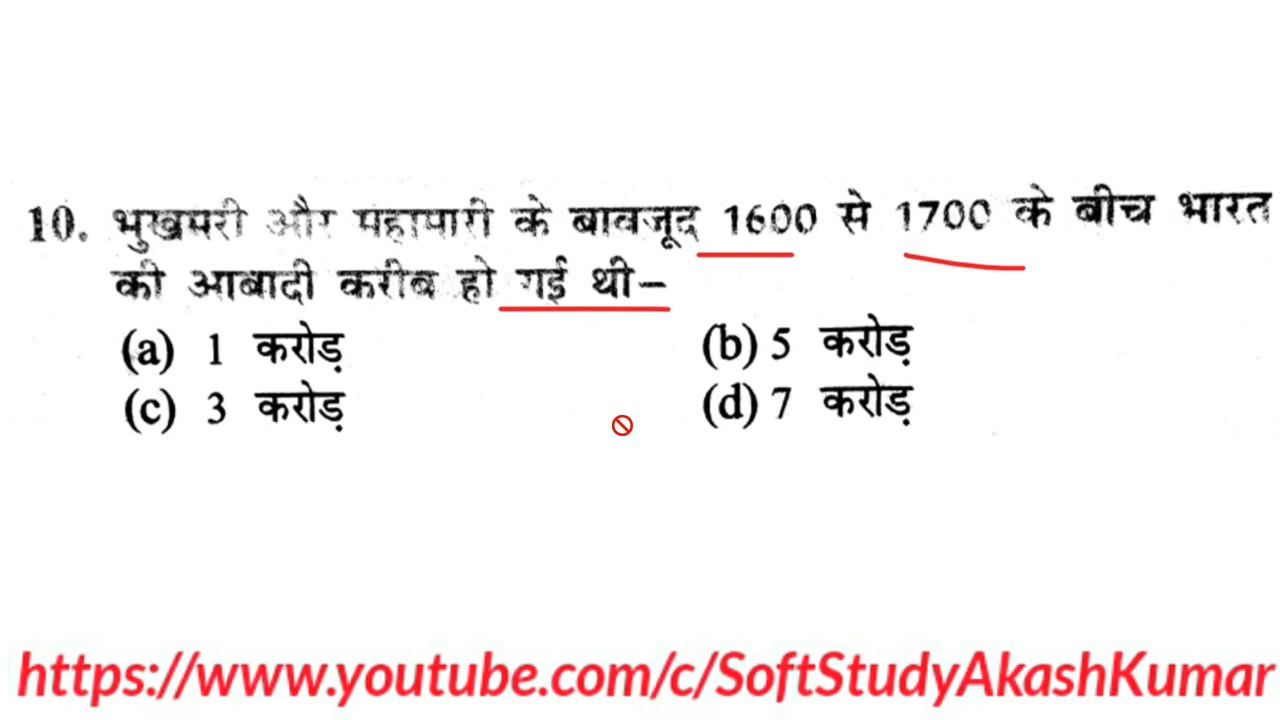 10. भुखमरी और महामारी के बावजूद 1600 से 1700 के बीच भारत
की आबादी करीब हो गई थी–
(a) 1 करोड़ (b) 5 करोड़
(c) 3 करोड़ (d) 7 करोड़
https://www.youtube.com/c/SoftStudyAkashKumar